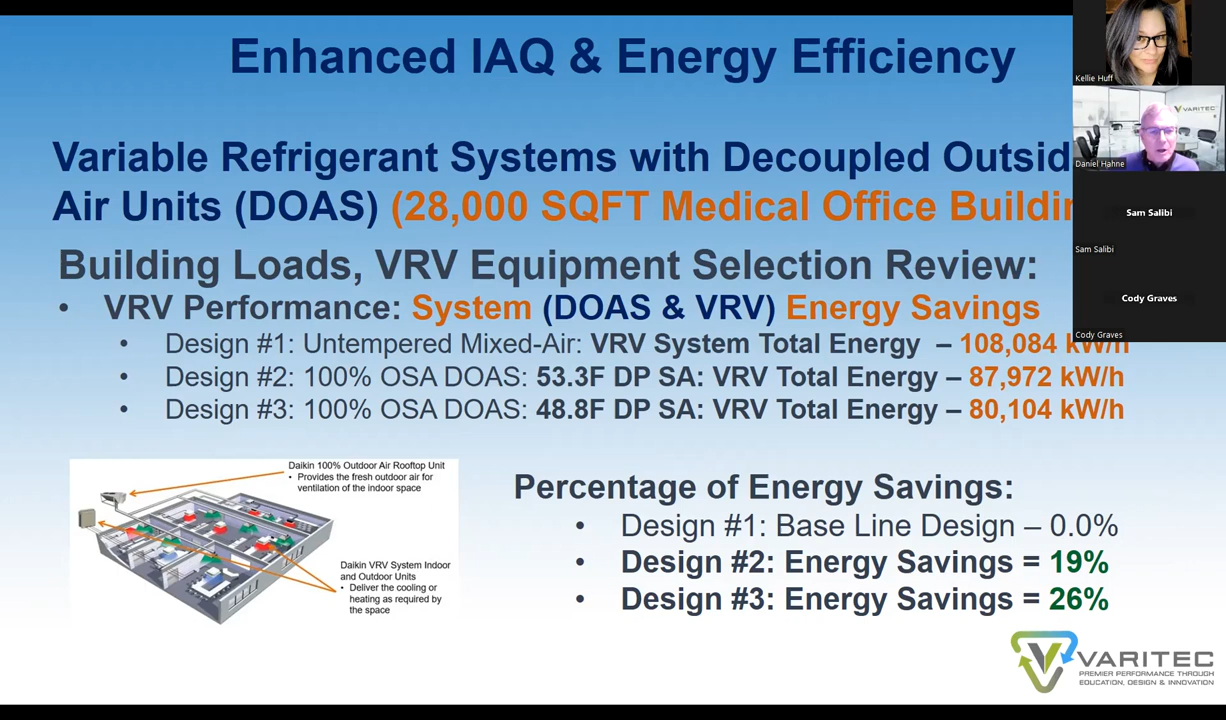 Enhanced IAQ & Energy Efficiency
Variable Refrigerant Systems with Decoupled
Air Units (DOAS) (28,000 SQFT Medical Office
Building Loads, VRV Equipment Selection Review:
• VRV Performance: System (DOAS & VRV) Energy Savings
• Design #1: Untempered Mixed-Air: VRV System Total Energy – 108,084 kW/h
• Design #2: 100% OSA DOAS: 53.3F DP SA: VRV Total Energy – 87,972 kW/h
• Design #3: 100% OSA DOAS: 48.8F DP SA: VRV Total Energy – 80,104 kW/h
Daikin 100% Outdoor Air Rooftop Unit
• Provides the fresh outdoor air for
ventilation of the indoor space
Daikin VRV System Indoor
and Outdoor Units
• Deliver the cooling or
heating as required by
the space
Percentage of Energy Savings:
• Design #1: Base Line Design – 0.0%
• Design #2: Energy Savings = 19%
• Design #3: Energy Savings = 26%
VARITEC
PREMIER PERFORMANCE THROUGH
EDUCATION, DESIGN & INNOVATION
Kellie Huff
VARITEC
Daniel Hahne
Sam Salibi
Sam Salibi
Cody Graves
Cody Graves